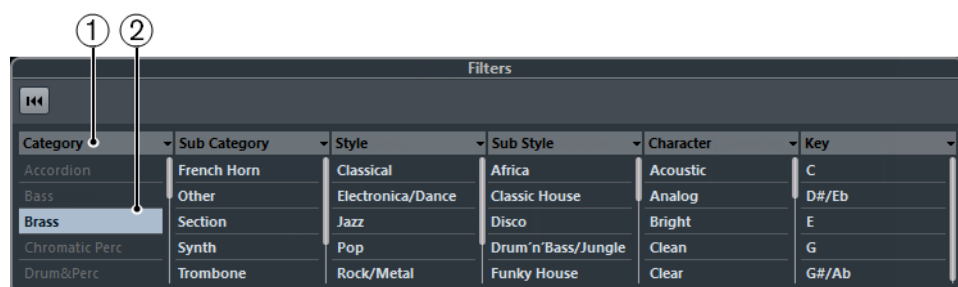 1 2
Filters
Category Sub Category Style Sub Style Character Key
Accordion French Horn Classical Africa Acoustic C
Bass Other Electronica/Dance Classic House Analog D#/Eb
Brass Section Jazz Disco Bright E
Chromatic Perc Synth Pop Drum´n´Bass/Jungle Clean G
Drum&Perc Trombone Rock/Metal Funky House Clear G#/Ab